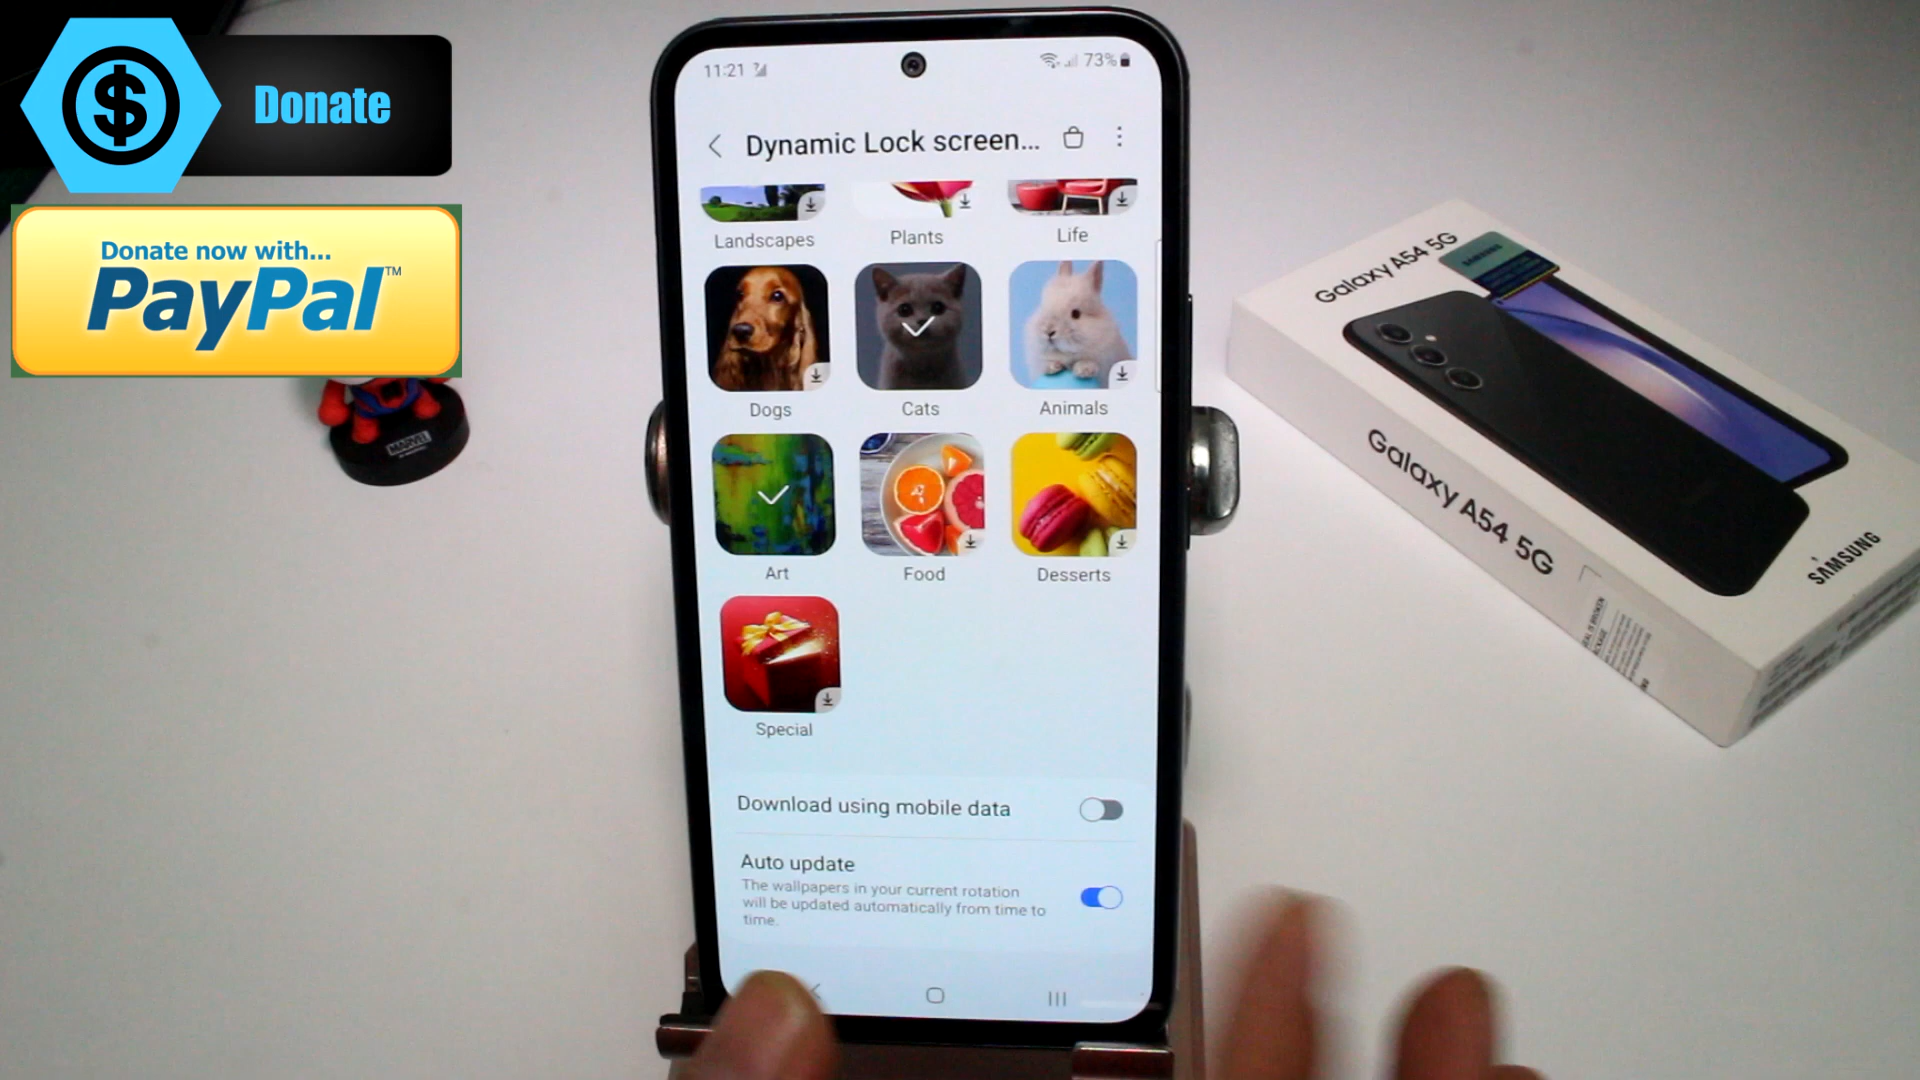 Donate
Donate now with...
PayPal™
MARVEL
11:21
73%
Dynamic Lock screen...
Landscapes
Plants
Life
Dogs
Cats
Animals
Art
Food
Desserts
Special
Download using mobile data
Auto update
The wallpapers in your current rotation
will be updated automatically from time to
time.
Galaxy A54 5G
SAMSUNG
Galaxy A54 5G
SAMSUNG